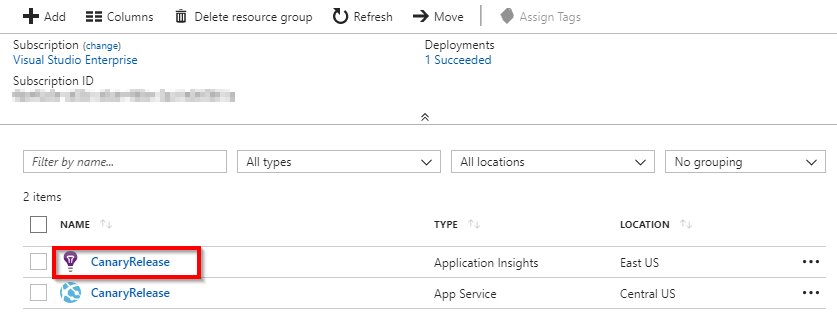 Add Columns Delete resource group Refresh Move Assign Tags
Subscription (change) Deployments
Visual Studio Enterprise 1 Succeeded
Subscription ID
Filter by name... All types All locations No grouping
2 items
NAME TYPE LOCATION
CanaryRelease Application Insights East US
CanaryRelease App Service Central US